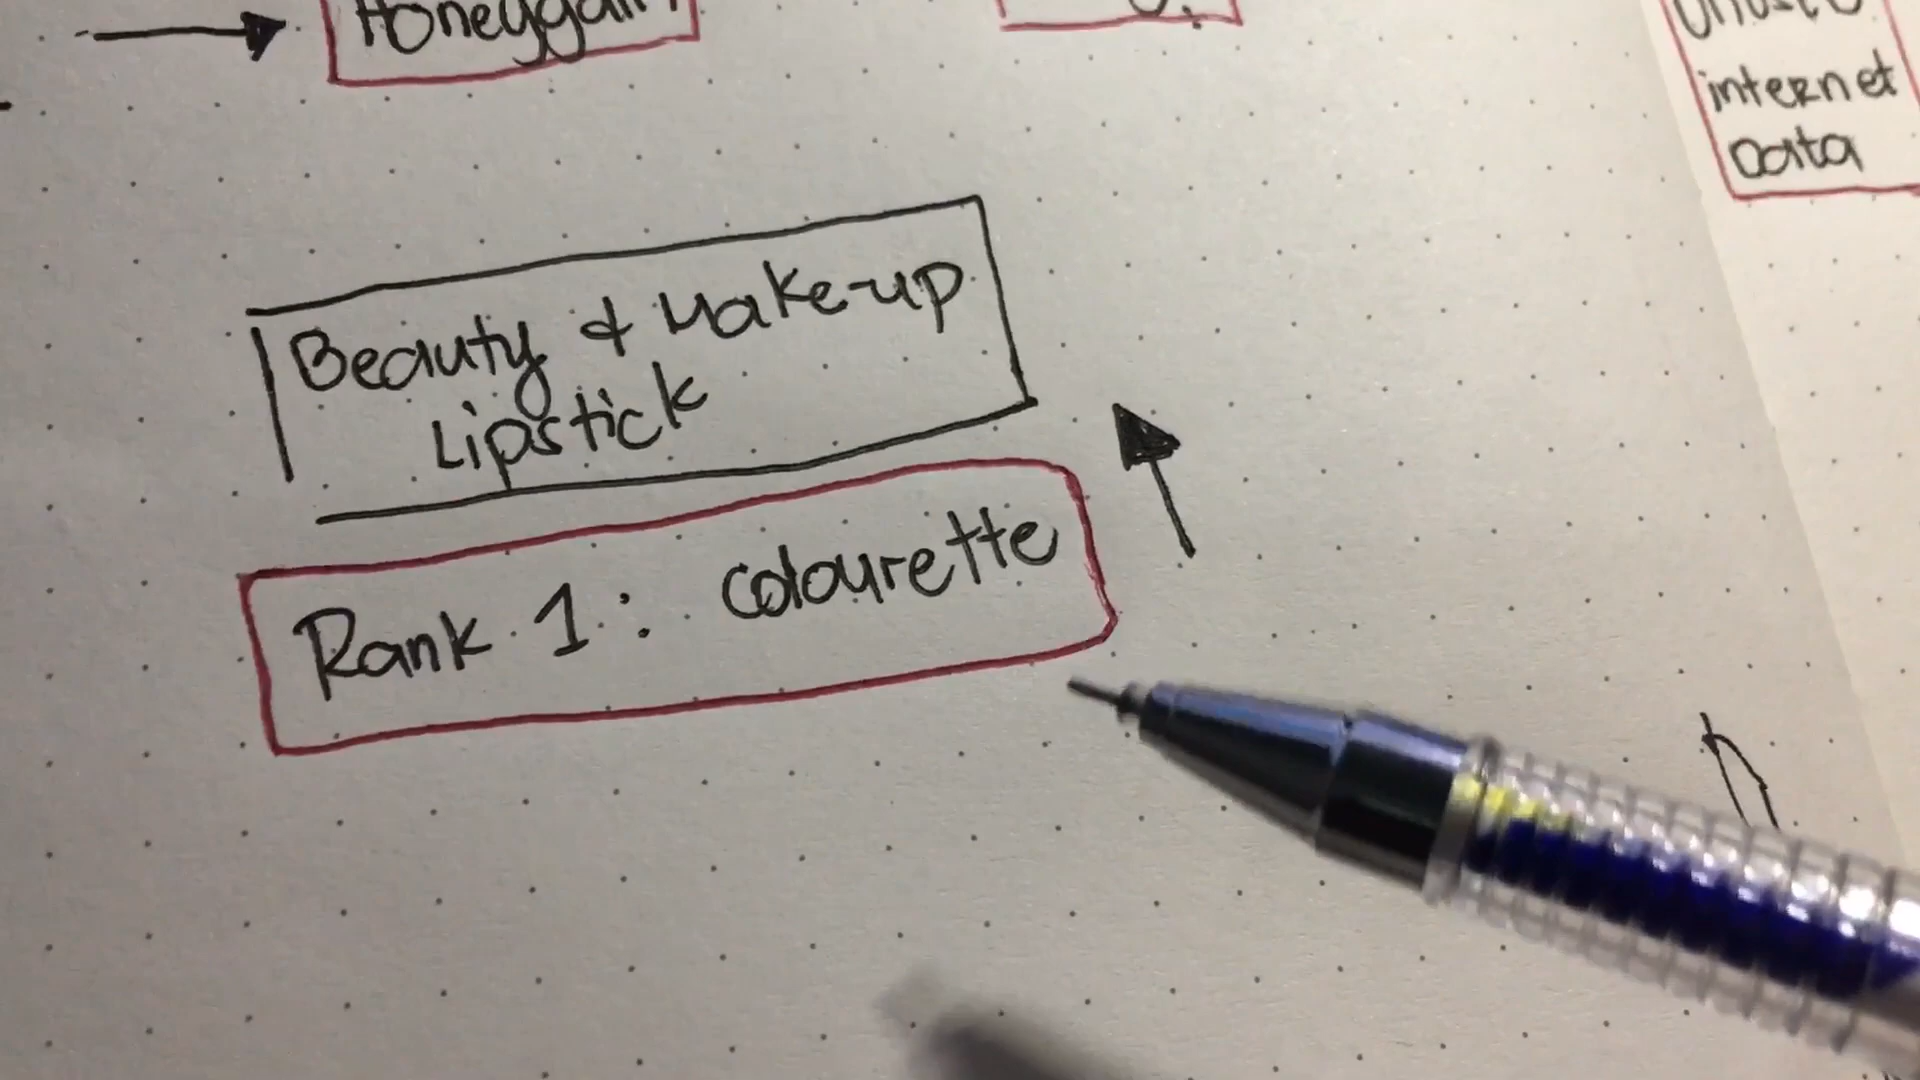 Honeygain
internet
Data
Beauty & Make-up
Lipstick
Rank 1: colourette